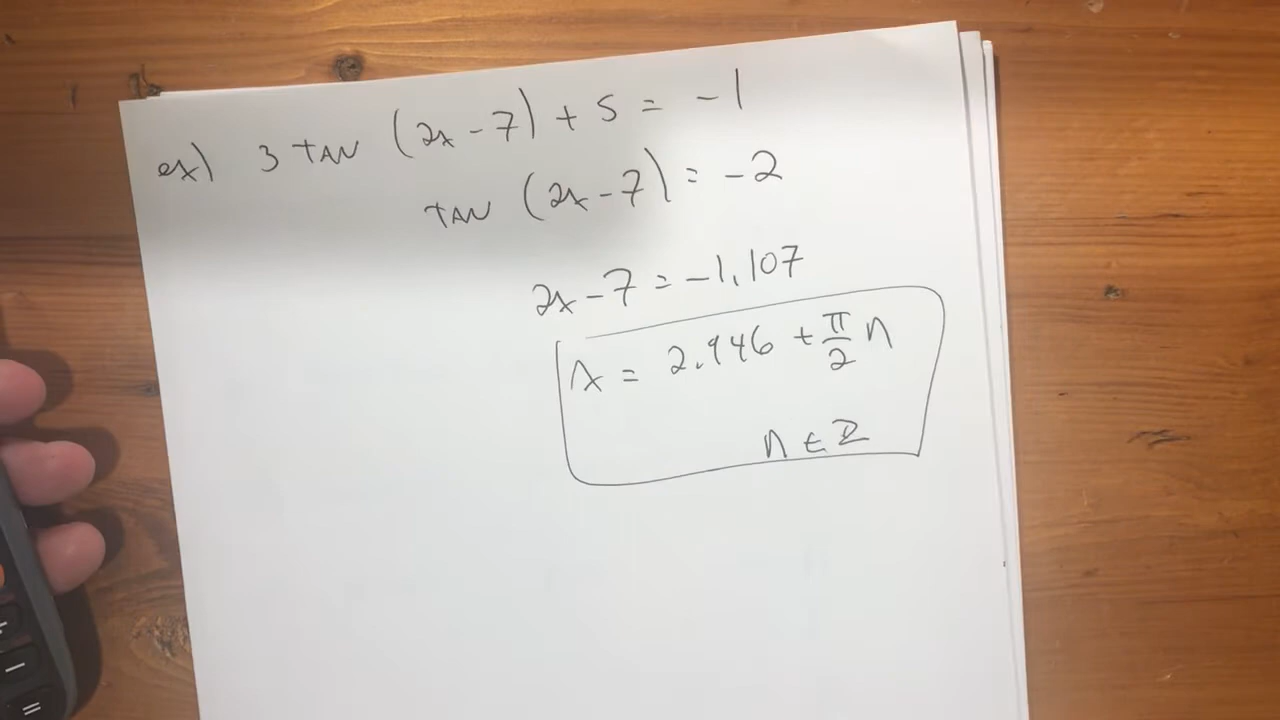 ex) 3 TAN (2x - 7) + 5 = -1
TAN (2x - 7) = -2
2x - 7 = -1.107
x = 2.946 + π/2 n
n ∈ ℤ
-
=